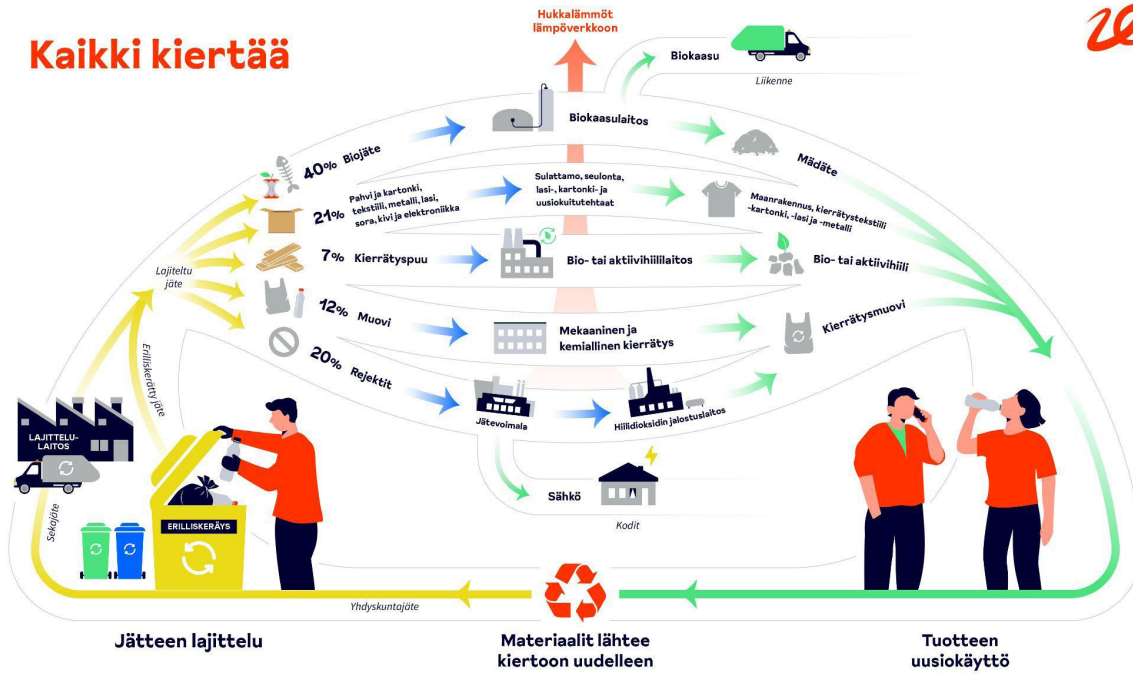 Kaikki kiertää
Hukkalämmöt
lämpöverkkoon
Biokaasu
Liikenne
Biokaasulaitos
Mädäte
40% Biojäte
21%
Pahvi ja kartonki,
tekstiili, metalli, lasi,
sora, kivi ja elektroniikka
Sulattamo, seulonta,
lasi-, kartonki- ja
uusiokuitutehtaat
Maanrakennus, kierrätystekstiili
-kartonki, -lasi ja -metalli
7% Kierrätyspuu
Bio- tai aktiivihiililaitos
Bio- tai aktiivihiili
Lajiteltu
jäte
12% Muovi
Mekaaninen ja
kemiallinen kierrätys
Kierrätysmuovi
20% Rejektit
Jätevoimala
Hiilidioksidin jalostuslaitos
Erilliskerätty jäte
LAJITTELU-
LAITOS
Sähkö
Kodit
Sekajäte
ERILLISKERÄYS
Yhdyskuntajäte
Jätteen lajittelu
Materiaalit lähtee
kiertoon uudelleen
Tuotteen
uusiokäyttö